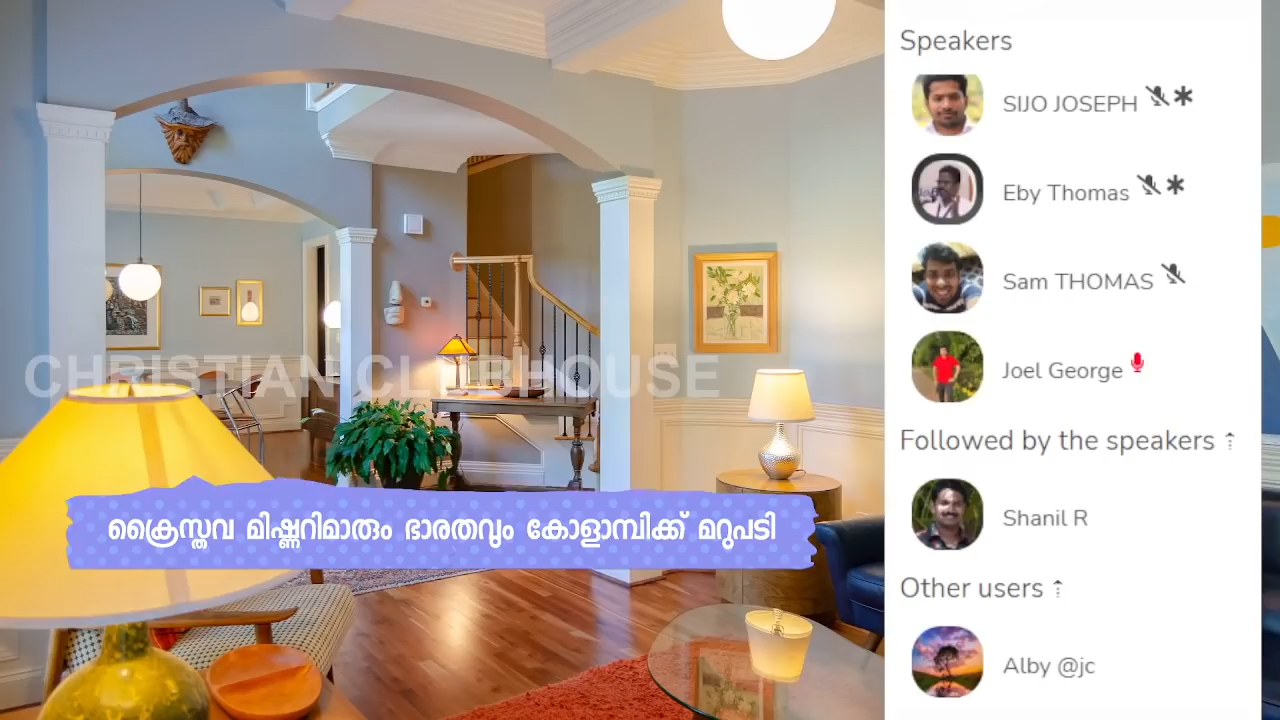 Speakers
SIJO JOSEPH
Eby Thomas
Sam THOMAS
Joel George
Followed by the speakers
Shanil R
Other users
Alby @jc
CHRISTIAN CLUBHOUSE
ക്രൈസ്തവ മിഷ്ണറിമാരും ഭാരതവും കോളാമ്പിക്ക് മറുപടി